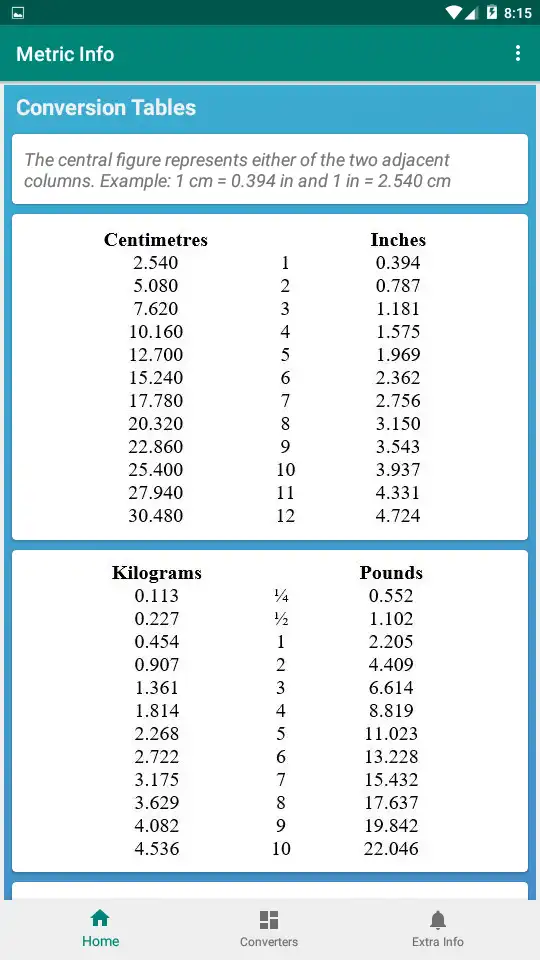 8:15
Metric Info
Conversion Tables
The central figure represents either of the two adjacent
columns. Example: 1 cm = 0.394 in and 1 in = 2.540 cm
Centimetres Inches
2.540 1 0.394
5.080 2 0.787
7.620 3 1.181
10.160 4 1.575
12.700 5 1.969
15.240 6 2.362
17.780 7 2.756
20.320 8 3.150
22.860 9 3.543
25.400 10 3.937
27.940 11 4.331
30.480 12 4.724
Kilograms Pounds
0.113 ¼ 0.552
0.227 ½ 1.102
0.454 1 2.205
0.907 2 4.409
1.361 3 6.614
1.814 4 8.819
2.268 5 11.023
2.722 6 13.228
3.175 7 15.432
3.629 8 17.637
4.082 9 19.842
4.536 10 22.046
Home Converters Extra Info